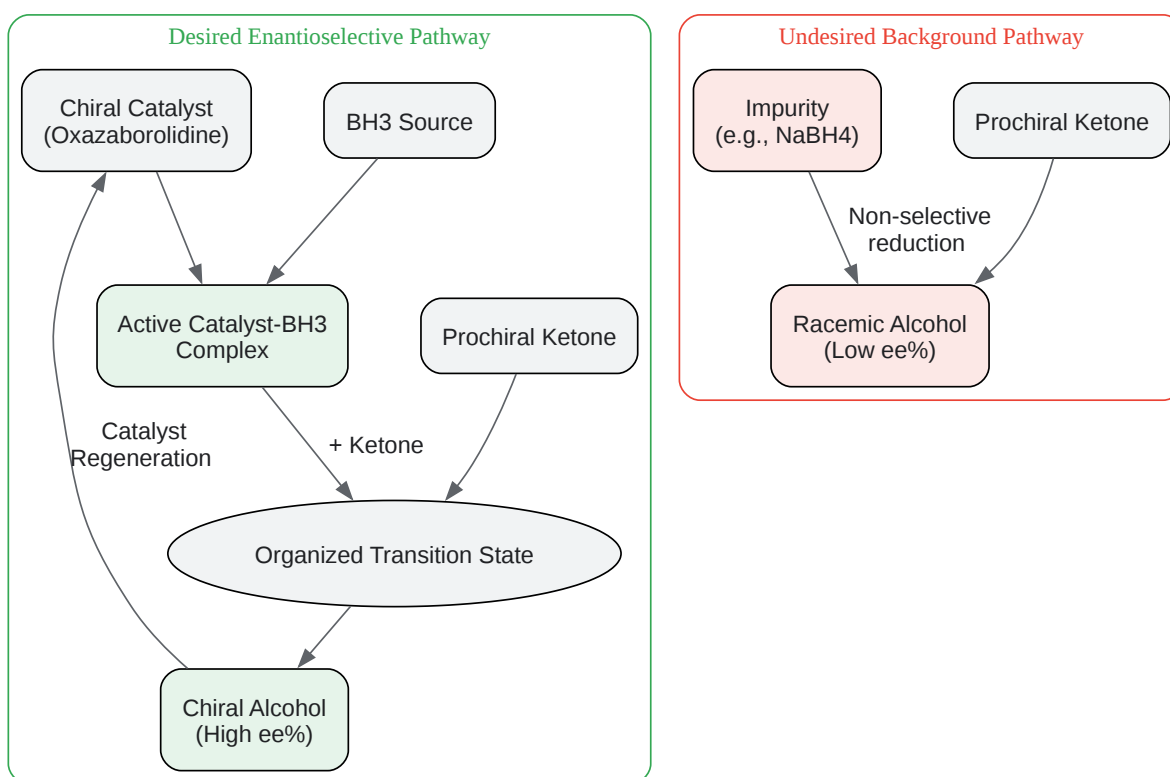 Desired Enantioselective Pathway
Chiral Catalyst
(Oxazaborolidine)
BH3 Source
Active Catalyst-BH3
Complex
Prochiral Ketone
Catalyst
Regeneration
+ Ketone
Organized Transition State
Chiral Alcohol
(High ee%)
Undesired Background Pathway
Impurity
(e.g., NaBH4)
Prochiral Ketone
Non-selective
reduction
Racemic Alcohol
(Low ee%)